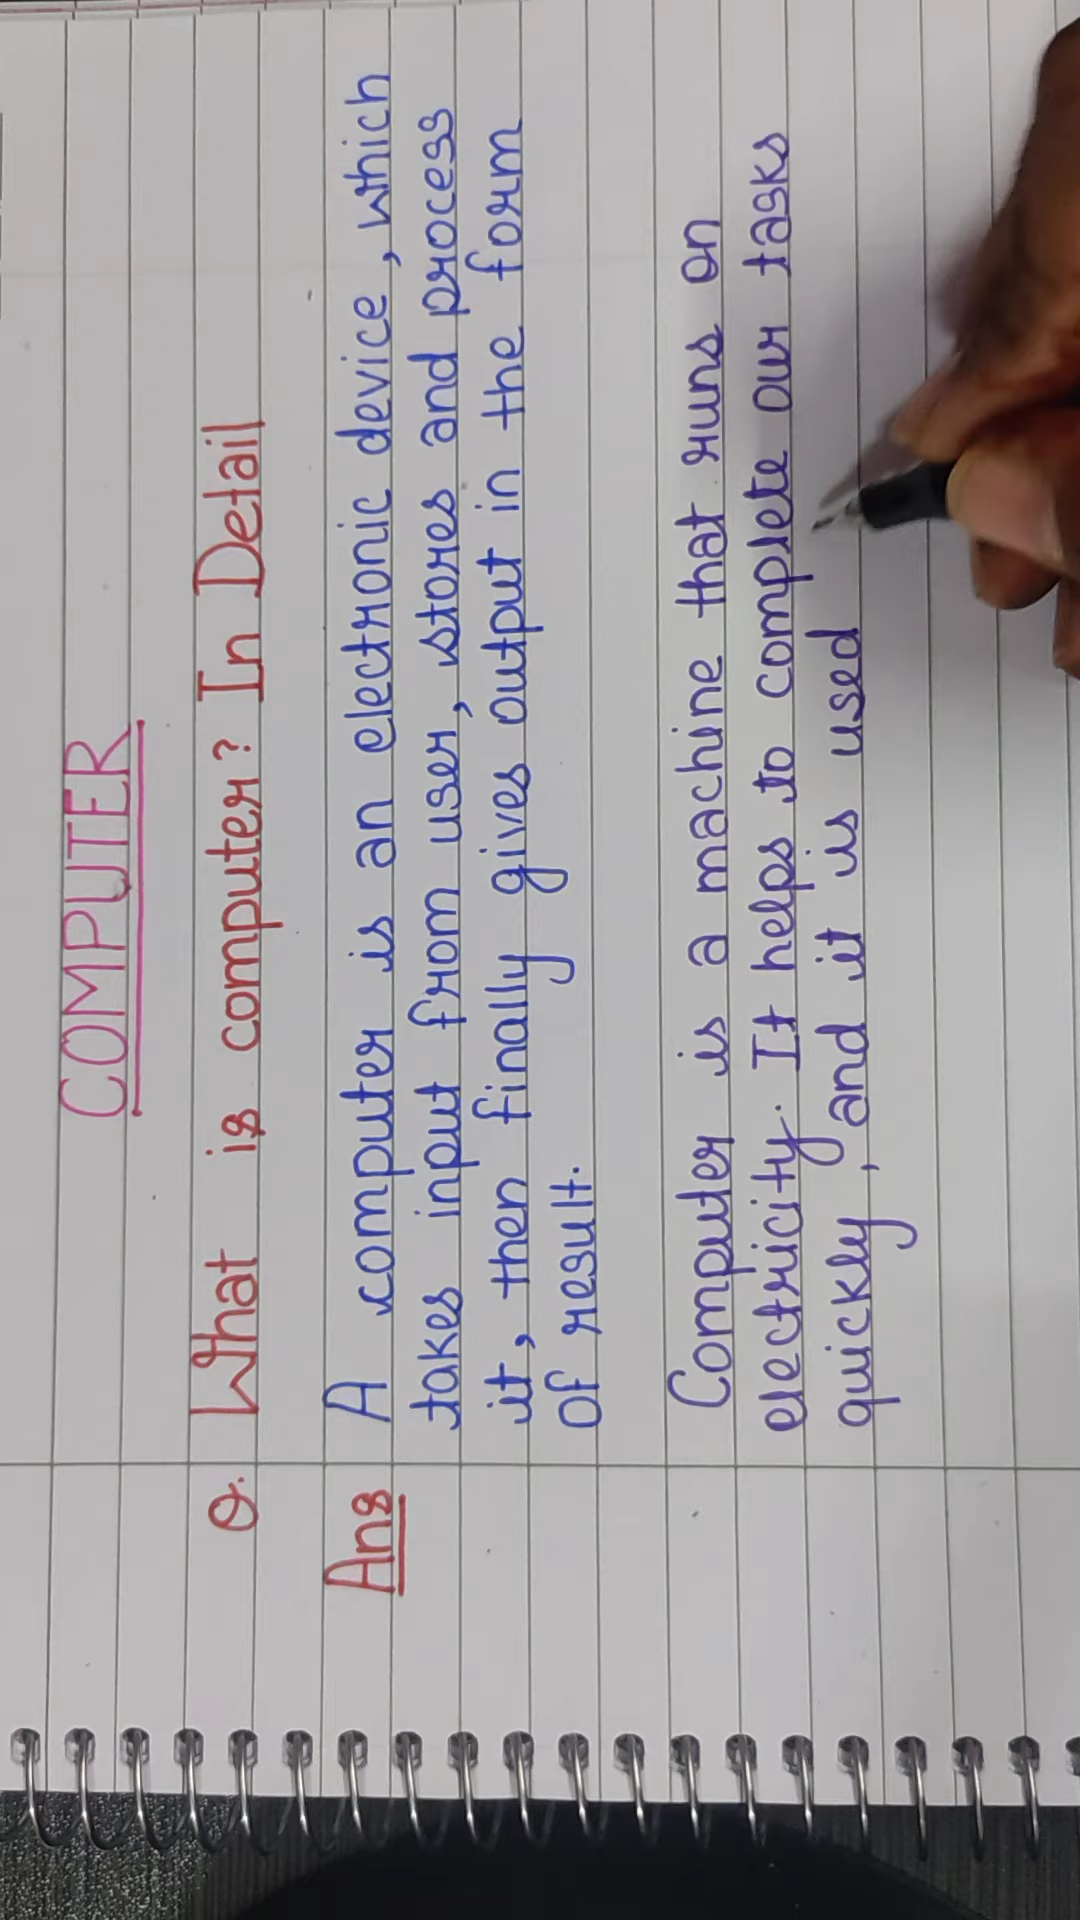 COMPUTER
Q. What is computer? In Detail
Ans A computer is an electronic device, which
takes input from user, stores and process
it, then finally gives output in the form
of result.
Computer is a machine that runs on
electricity. It helps to complete our tasks
quickly, and it is used